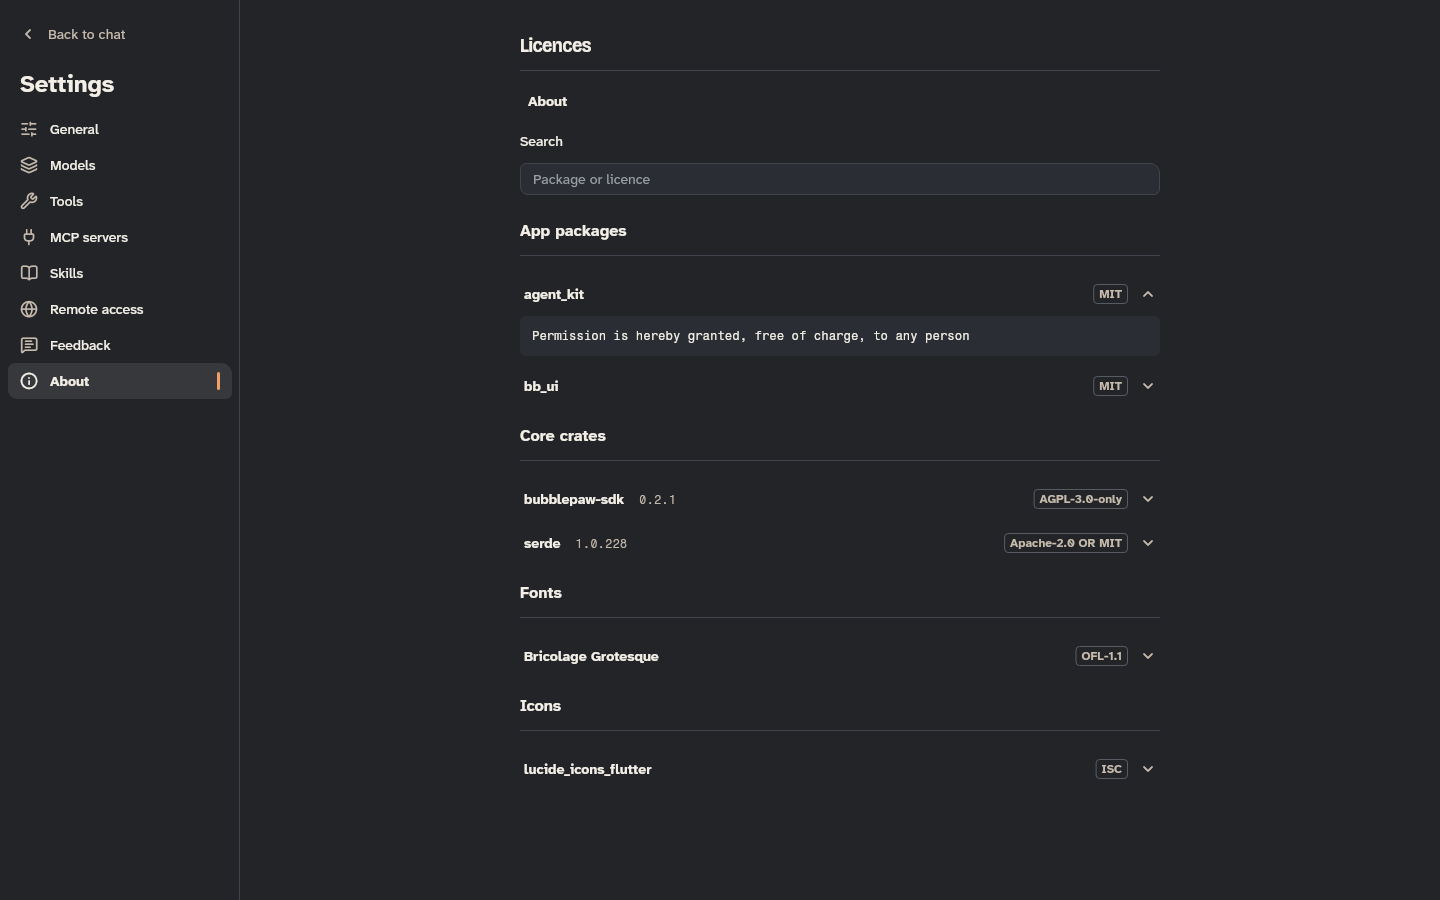 Back to chat
Settings
General
Models
Tools
MCP servers
Skills
Remote access
Feedback
About
Licences
About
Search
Package or licence
App packages
agent_kit MIT
Permission is hereby granted, free of charge, to any person
bb_ui MIT
Core crates
bubblepaw-sdk 0.2.1 AGPL-3.0-only
serde 1.0.228 Apache-2.0 OR MIT
Fonts
Bricolage Grotesque OFL-1.1
Icons
lucide_icons_flutter ISC